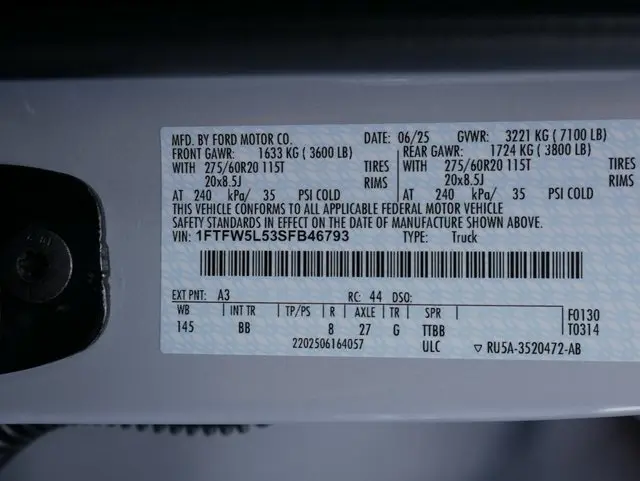 MFD. BY FORD MOTOR CO. DATE: 06/25 GVWR: 3221 KG ( 7100 LB)
FRONT GAWR: 1633 KG ( 3600 LB) REAR GAWR: 1724 KG ( 3800 LB)
WITH 275/60R20 115T TIRES WITH 275/60R20 115T TIRES
20x8.5J RIMS 20x8.5J RIMS
AT 240 kPa/ 35 PSI COLD AT 240 kPa/ 35 PSI COLD
THIS VEHICLE CONFORMS TO ALL APPLICABLE FEDERAL MOTOR VEHICLE
SAFETY STANDARDS IN EFFECT ON THE DATE OF MANUFACTURE SHOWN ABOVE.
VIN: 1FTFW5L53SFB46793 TYPE: Truck
EXT PNT: A3 RC: 44 DSO:
WB INT TR TP/PS R AXLE TR SPR F0130
145 BB 8 27 G TTBB T0314
2202506164057 ULC ▽ RU5A-3520472-AB